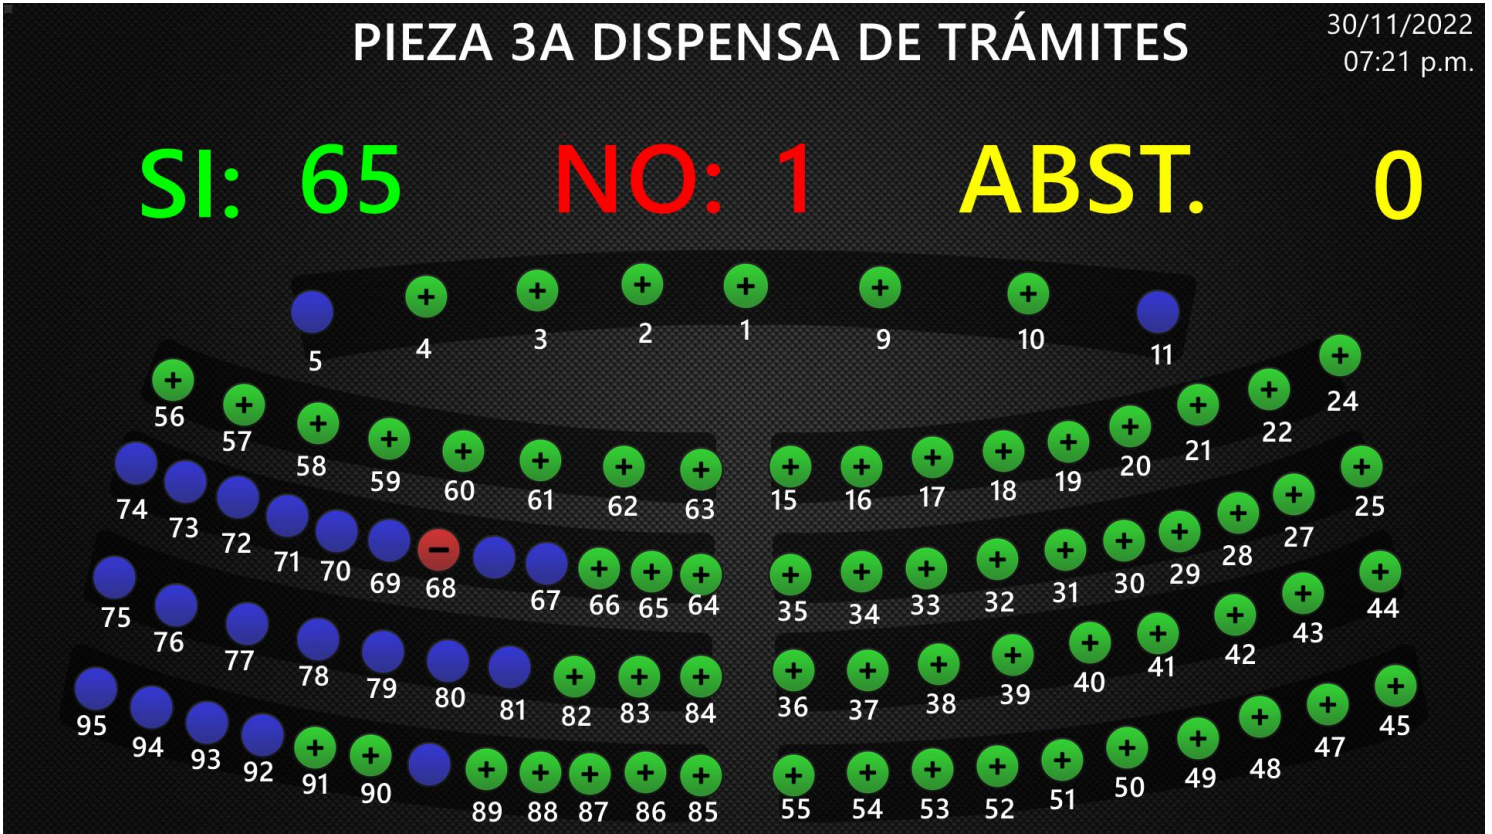 PIEZA 3A DISPENSA DE TRÁMITES
30/11/2022
07:21 p.m.
SI: 65 NO: 1 ABST. 0
5 4 3 2 1 9 10 11
56 57 58 59 60 61 62 63 15 16 17 18 19 20 21 22 24
74 73 72 71 70 69 68 67 66 65 64 35 34 33 32 31 30 29 28 27 25
75 76 77 78 79 80 81 82 83 84 36 37 38 39 40 41 42 43 44
95 94 93 92 91 90 89 88 87 86 85 55 54 53 52 51 50 49 48 47 45